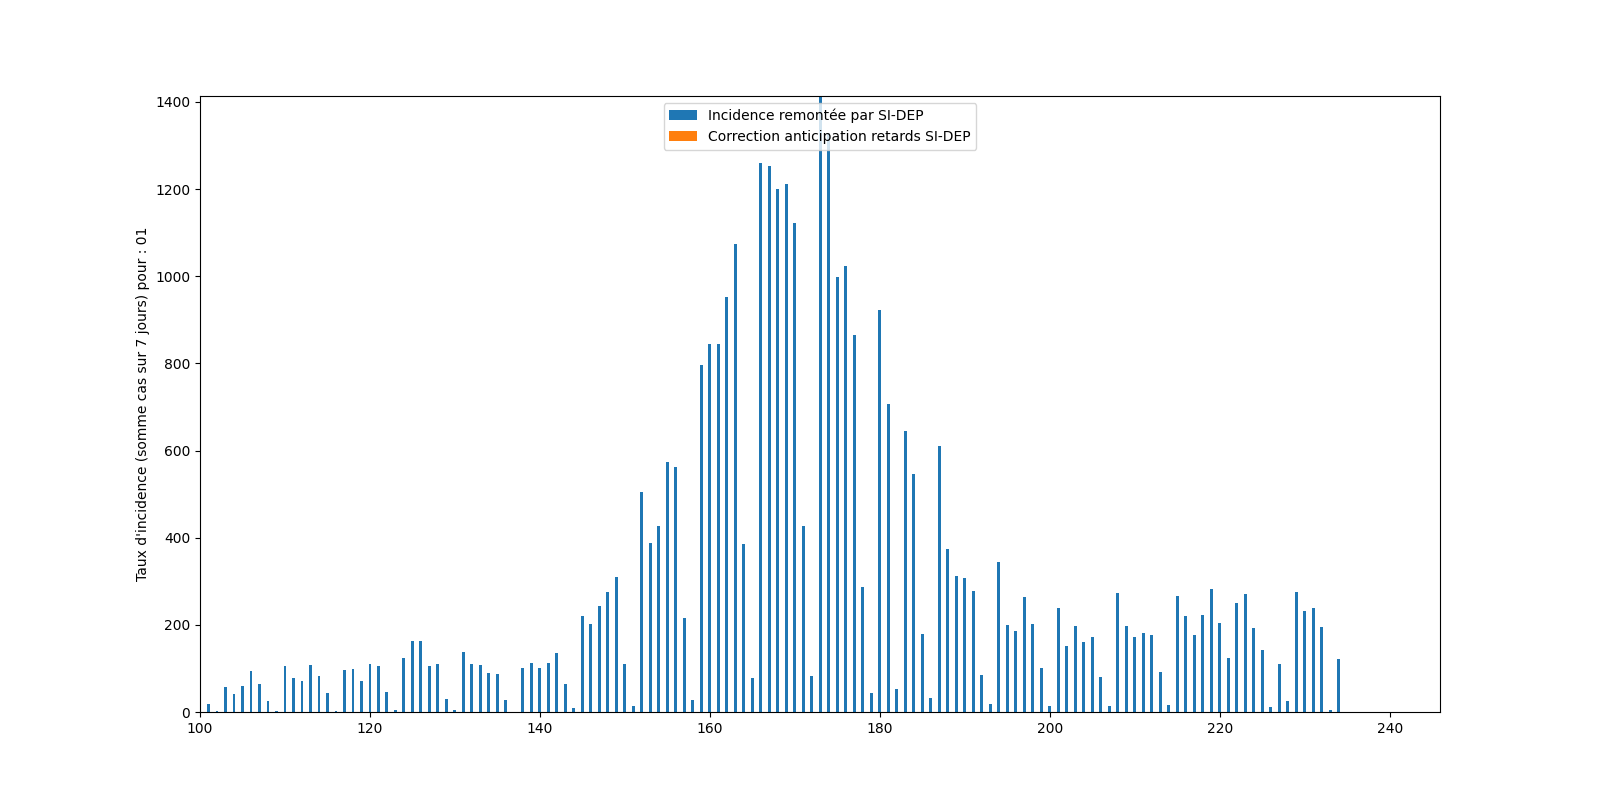 Incidence remontée par SI-DEP
Correction anticipation retards SI-DEP
Taux d'incidence (somme cas sur 7 jours) pour : 01
1400
1200
1000
800
600
400
200
0
100 120 140 160 180 200 220 240